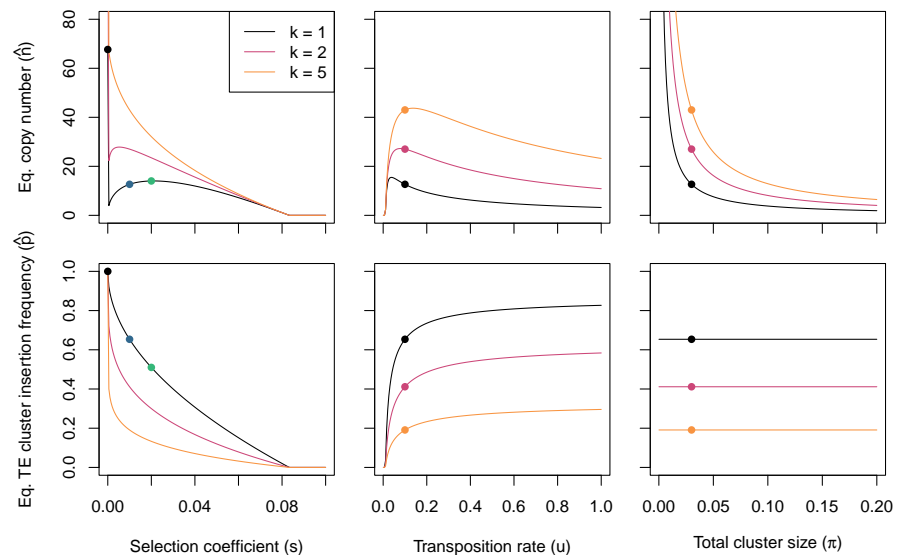 Eq. copy number (n̂)
80
60
40
20
0
k = 1
k = 2
k = 5
Eq. TE cluster insertion frequency (p̂)
1.0
0.8
0.6
0.4
0.2
0.0
0.00 0.04 0.08
0.0 0.2 0.4 0.6 0.8 1.0
0.00 0.05 0.10 0.15 0.20
Selection coefficient (s)
Transposition rate (u)
Total cluster size (π)